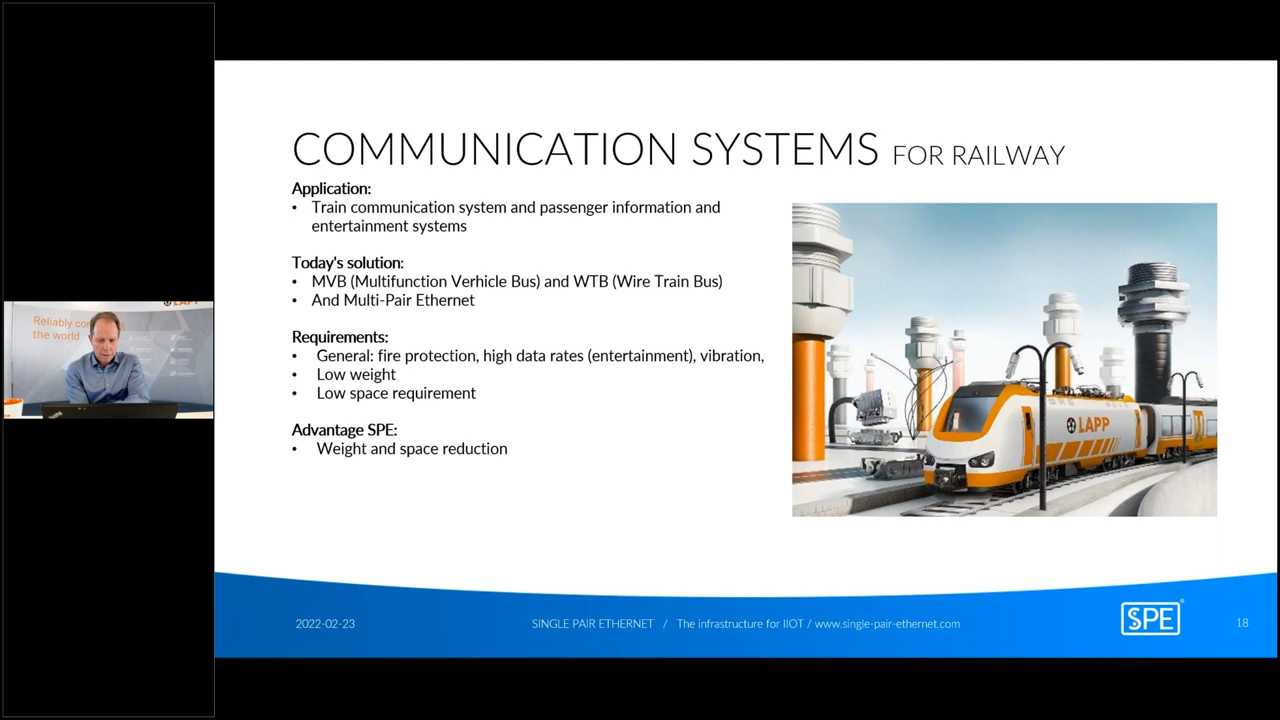 COMMUNICATION SYSTEMS FOR RAILWAY
Application:
• Train communication system and passenger information and
entertainment systems
Today's solution:
• MVB (Multifunction Verhicle Bus) and WTB (Wire Train Bus)
• And Multi-Pair Ethernet
Requirements:
• General: fire protection, high data rates (entertainment), vibration,
• Low weight
• Low space requirement
Advantage SPE:
• Weight and space reduction
LAPP
LAPP
Reliably
the world
2022-02-23
SINGLE PAIR ETHERNET / The infrastructure for IIOT / www.single-pair-ethernet.com
SPE®
18